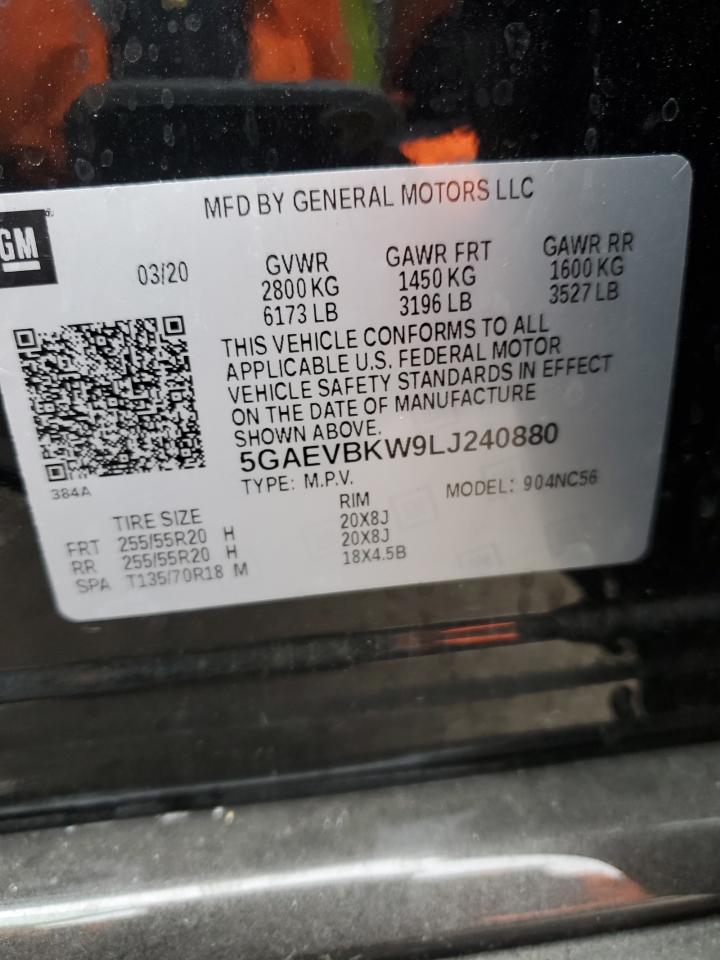 MFD BY GENERAL MOTORS LLC
GM
03/20
GVWR
2800 KG
6173 LB
GAWR FRT
1450 KG
3196 LB
GAWR RR
1600 KG
3527 LB
THIS VEHICLE CONFORMS TO ALL
APPLICABLE U.S. FEDERAL MOTOR
VEHICLE SAFETY STANDARDS IN EFFECT
ON THE DATE OF MANUFACTURE
SHOWN ABOVE.
5GAEVBKW9LJ240880
384A
TYPE: M.P.V.
MODEL: 904NC56
TIRE SIZE RIM
FRT 255/55R20 H 20X8J
RR 255/55R20 H 20X8J
SPA T135/70R18 M 18X4.5B